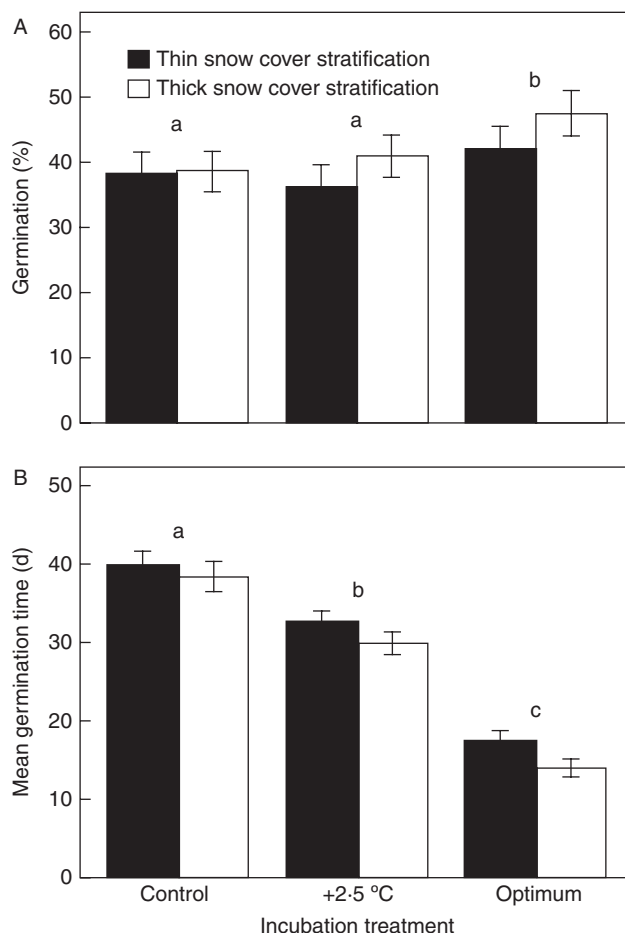 A
Germination (%)
60
50
40
30
20
10
0
Thin snow cover stratification
Thick snow cover stratification
a
a
b
B
Mean germination time (d)
50
40
30
20
10
0
a
b
c
Control
+2·5 ºC
Optimum
Incubation treatment